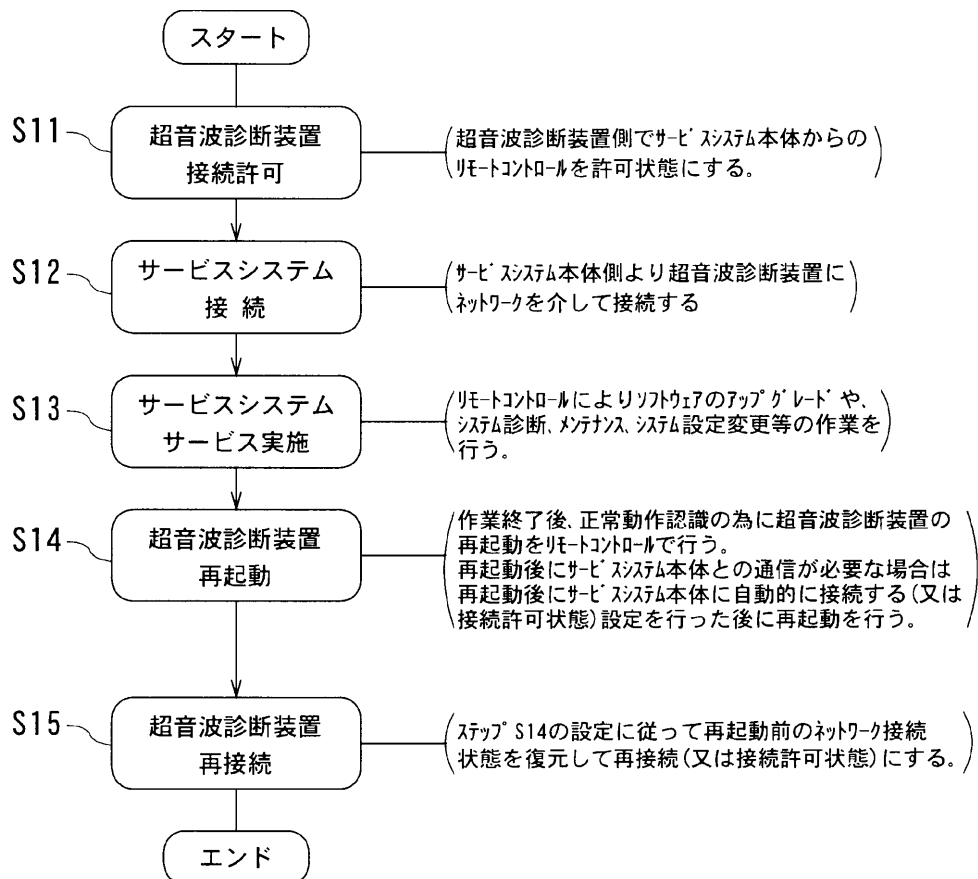 スタート
S11
超音波診断装置
接続許可
超音波診断装置側でｻｰﾋﾞｽｼｽﾃﾑ本体からの
ﾘﾓｰﾄｺﾝﾄﾛｰﾙを許可状態にする。
S12
サービスシステム
接 続
ｻｰﾋﾞｽｼｽﾃﾑ本体側より超音波診断装置に
ﾈｯﾄﾜｰｸを介して接続する
S13
サービスシステム
サービス実施
ﾘﾓｰﾄｺﾝﾄﾛｰﾙによりｿﾌﾄｳｪｱのｱｯﾌﾟｸﾞﾚｰﾄﾞや、
ｼｽﾃﾑ診断、ﾒﾝﾃﾅﾝｽ、ｼｽﾃﾑ設定変更等の作業を
行う。
S14
超音波診断装置
再起動
作業終了後、正常動作認識の為に超音波診断装置の
再起動をﾘﾓｰﾄｺﾝﾄﾛｰﾙで行う。
再起動後にｻｰﾋﾞｽｼｽﾃﾑ本体との通信が必要な場合は
再起動後にｻｰﾋﾞｽｼｽﾃﾑ本体に自動的に接続する(又は
接続許可状態)設定を行った後に再起動を行う。
S15
超音波診断装置
再接続
ｽﾃｯﾌﾟS14の設定に従って再起動前のﾈｯﾄﾜｰｸ接続
状態を復元して再接続(又は接続許可状態)にする。
エンド